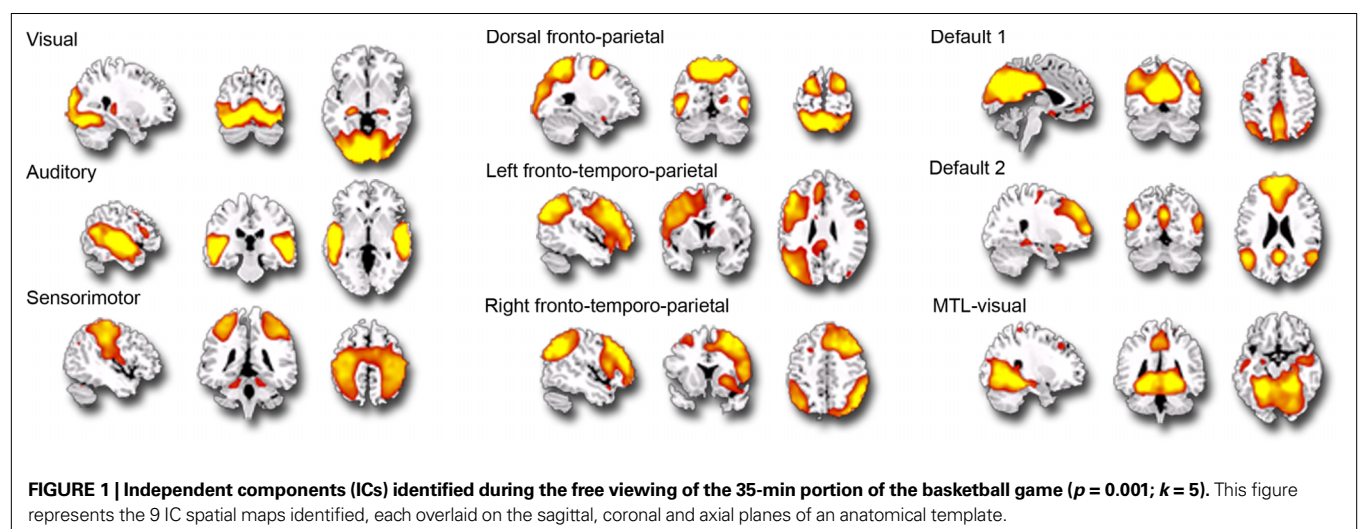 Visual
Dorsal fronto-parietal
Default 1
Auditory
Left fronto-temporo-parietal
Default 2
Sensorimotor
Right fronto-temporo-parietal
MTL-visual
FIGURE 1 | Independent components (ICs) identified during the free viewing of the 35-min portion of the basketball game (p = 0.001; k = 5). This figure
represents the 9 IC spatial maps identified, each overlaid on the sagittal, coronal and axial planes of an anatomical template.